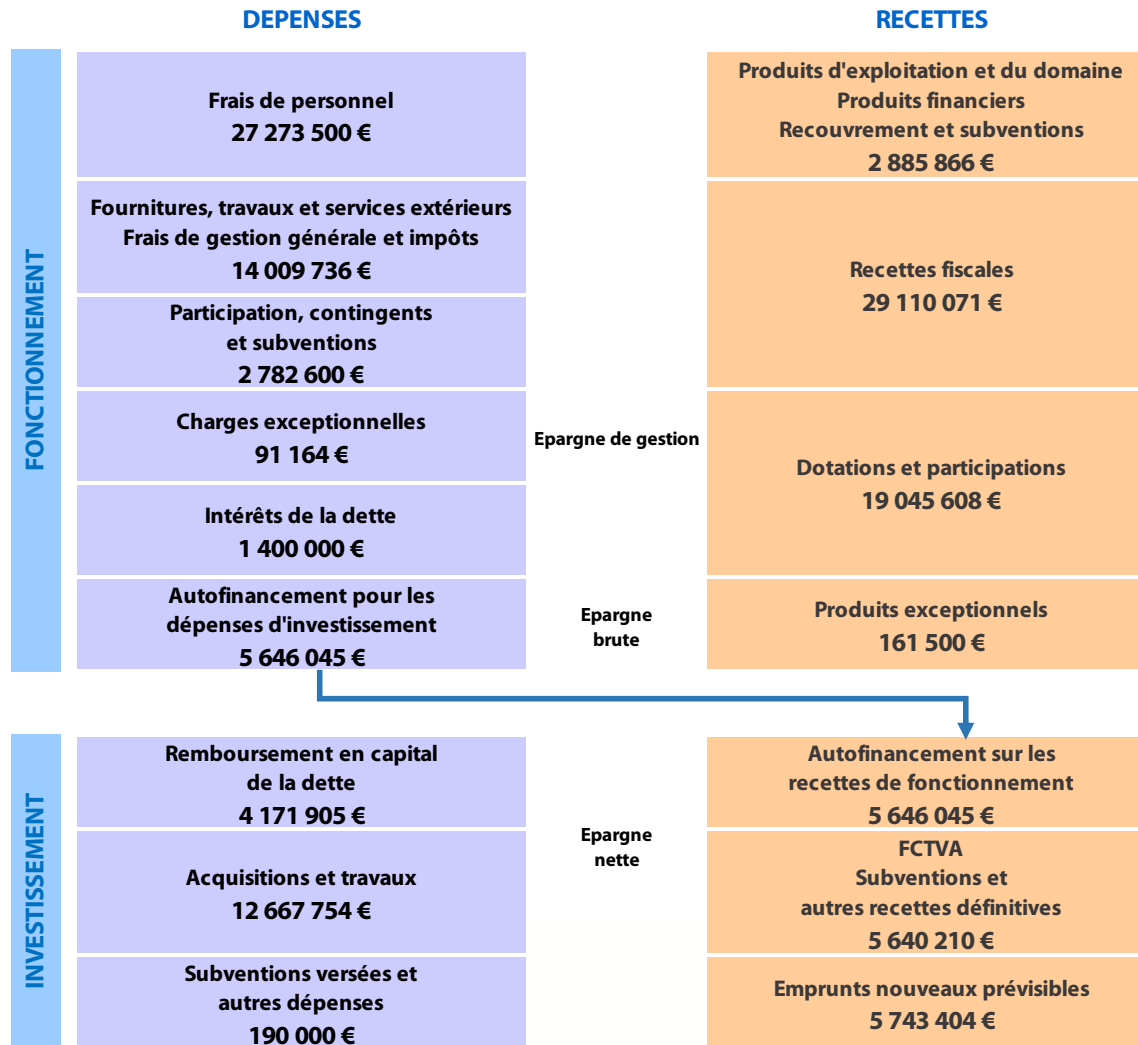 DEPENSES
RECETTES
FONCTIONNEMENT
Frais de personnel
27 273 500 €
Fournitures, travaux et services extérieurs
Frais de gestion générale et impôts
14 009 736 €
Participation, contingents
et subventions
2 782 600 €
Charges exceptionnelles
91 164 €
Intérêts de la dette
1 400 000 €
Autofinancement pour les
dépenses d'investissement
5 646 045 €
Epargne de gestion
Epargne
brute
Produits d'exploitation et du domaine
Produits financiers
Recouvrement et subventions
2 885 866 €
Recettes fiscales
29 110 071 €
Dotations et participations
19 045 608 €
Produits exceptionnels
161 500 €
INVESTISSEMENT
Remboursement en capital
de la dette
4 171 905 €
Acquisitions et travaux
12 667 754 €
Subventions versées et
autres dépenses
190 000 €
Epargne
nette
Autofinancement sur les
recettes de fonctionnement
5 646 045 €
FCTVA
Subventions et
autres recettes définitives
5 640 210 €
Emprunts nouveaux prévisibles
5 743 404 €